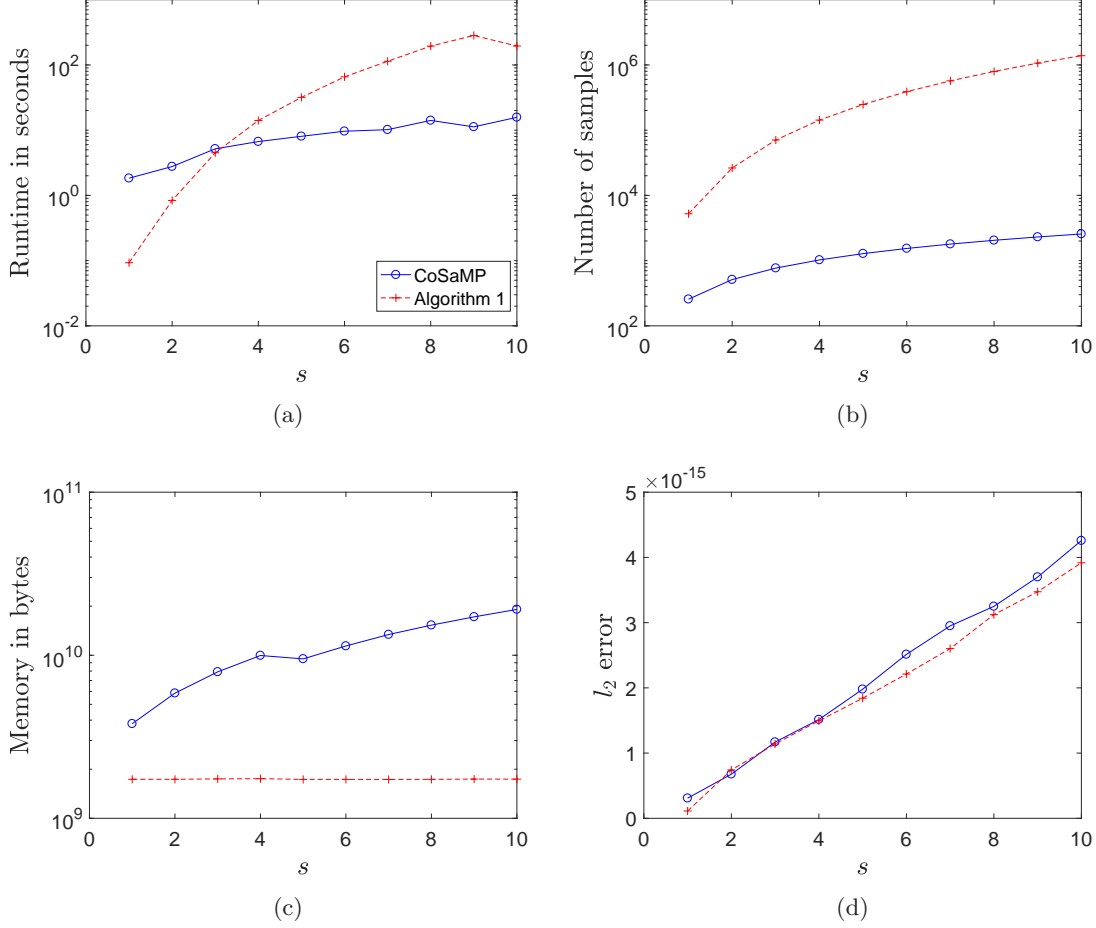 Runtime in seconds
10^2
10^0
10^-2
0 2 4 6 8 10
s
CoSaMP
Algorithm 1
(a)
Number of samples
10^6
10^4
10^2
0 2 4 6 8 10
s
(b)
Memory in bytes
10^11
10^10
10^9
0 2 4 6 8 10
s
(c)
l_2 error
×10^-15
5
4
3
2
1
0
0 2 4 6 8 10
s
(d)